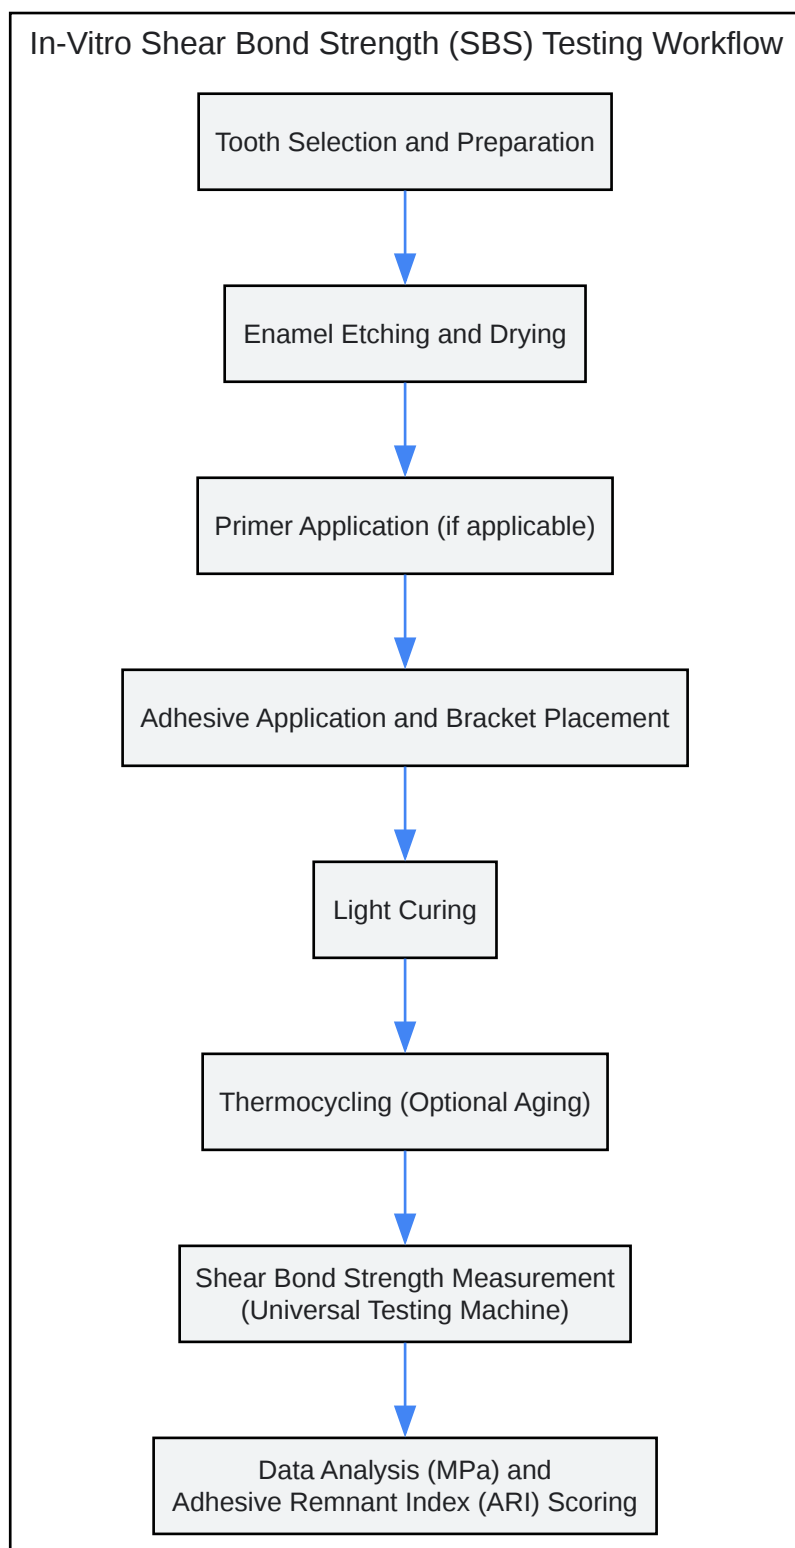 In-Vitro Shear Bond Strength (SBS) Testing Workflow
Tooth Selection and Preparation
Enamel Etching and Drying
Primer Application (if applicable)
Adhesive Application and Bracket Placement
Light Curing
Thermocycling (Optional Aging)
Shear Bond Strength Measurement
(Universal Testing Machine)
Data Analysis (MPa) and
Adhesive Remnant Index (ARI) Scoring